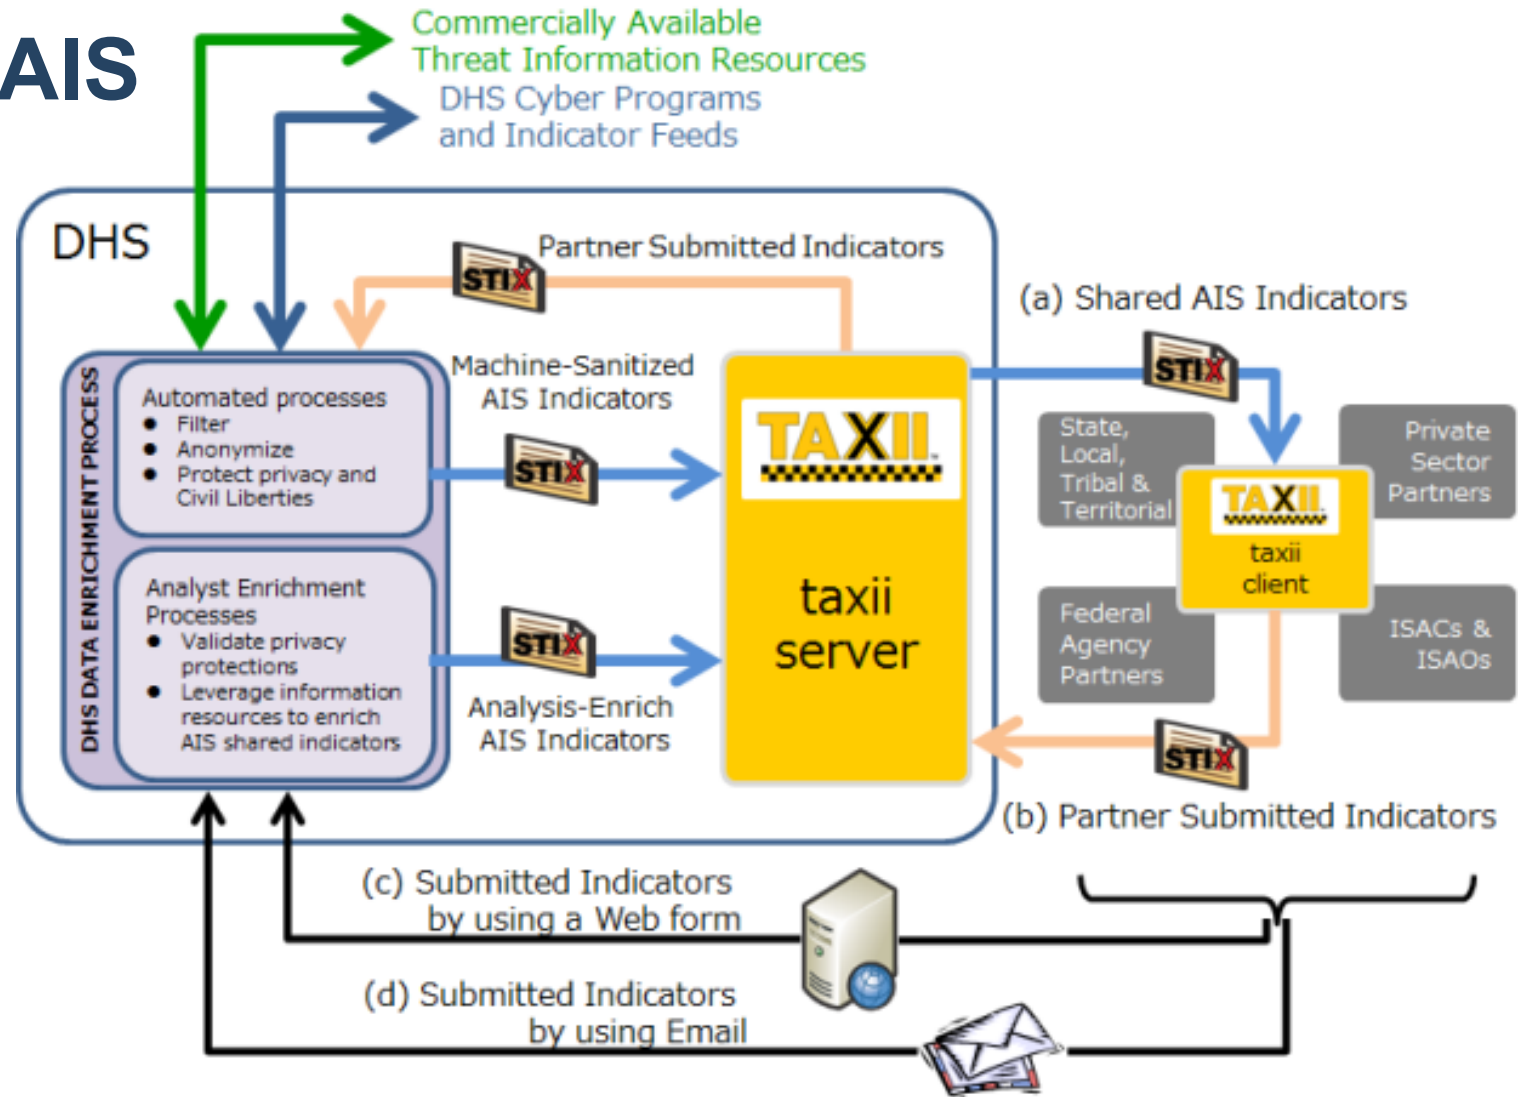 AIS
Commercially Available
Threat Information Resources
DHS Cyber Programs
and Indicator Feeds
DHS
STIX
Partner Submitted Indicators
(a) Shared AIS Indicators
STIX
DHS DATA ENRICHMENT PROCESS
Automated processes
● Filter
● Anonymize
● Protect privacy and
Civil Liberties
Machine-Sanitized
AIS Indicators
STIX
TAXII
taxii
server
State,
Local,
Tribal &
Territorial
Private
Sector
Partners
TAXII
taxii
client
Federal
Agency
Partners
ISACs &
ISAOs
Analyst Enrichment
Processes
● Validate privacy
protections
● Leverage information
resources to enrich
AIS shared indicators
STIX
Analysis-Enrich
AIS Indicators
STIX
(b) Partner Submitted Indicators
(c) Submitted Indicators
by using a Web form
(d) Submitted Indicators
by using Email